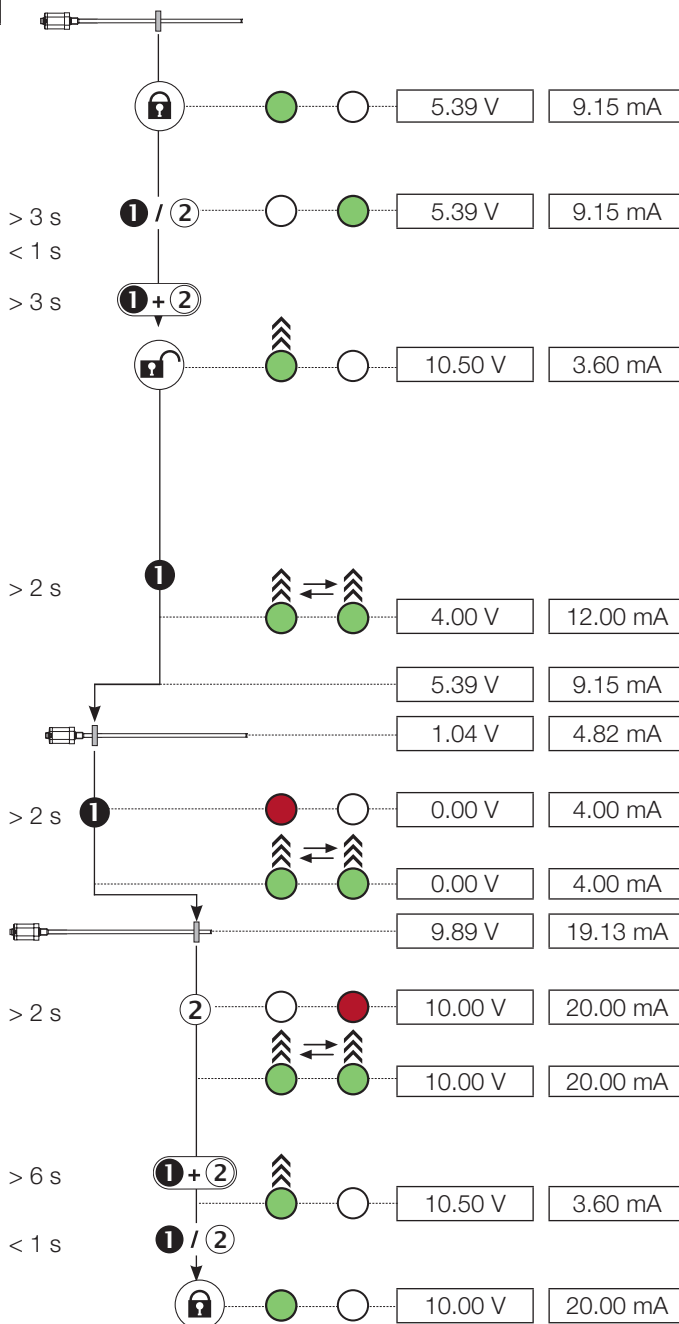 5.39 V 9.15 mA
> 3 s 1 / 2 5.39 V 9.15 mA
< 1 s
> 3 s 1 + 2
10.50 V 3.60 mA
> 2 s 1
4.00 V 12.00 mA
5.39 V 9.15 mA
1.04 V 4.82 mA
> 2 s 1 0.00 V 4.00 mA
0.00 V 4.00 mA
9.89 V 19.13 mA
> 2 s 2 10.00 V 20.00 mA
10.00 V 20.00 mA
> 6 s 1 + 2
10.50 V 3.60 mA
< 1 s 1 / 2
10.00 V 20.00 mA